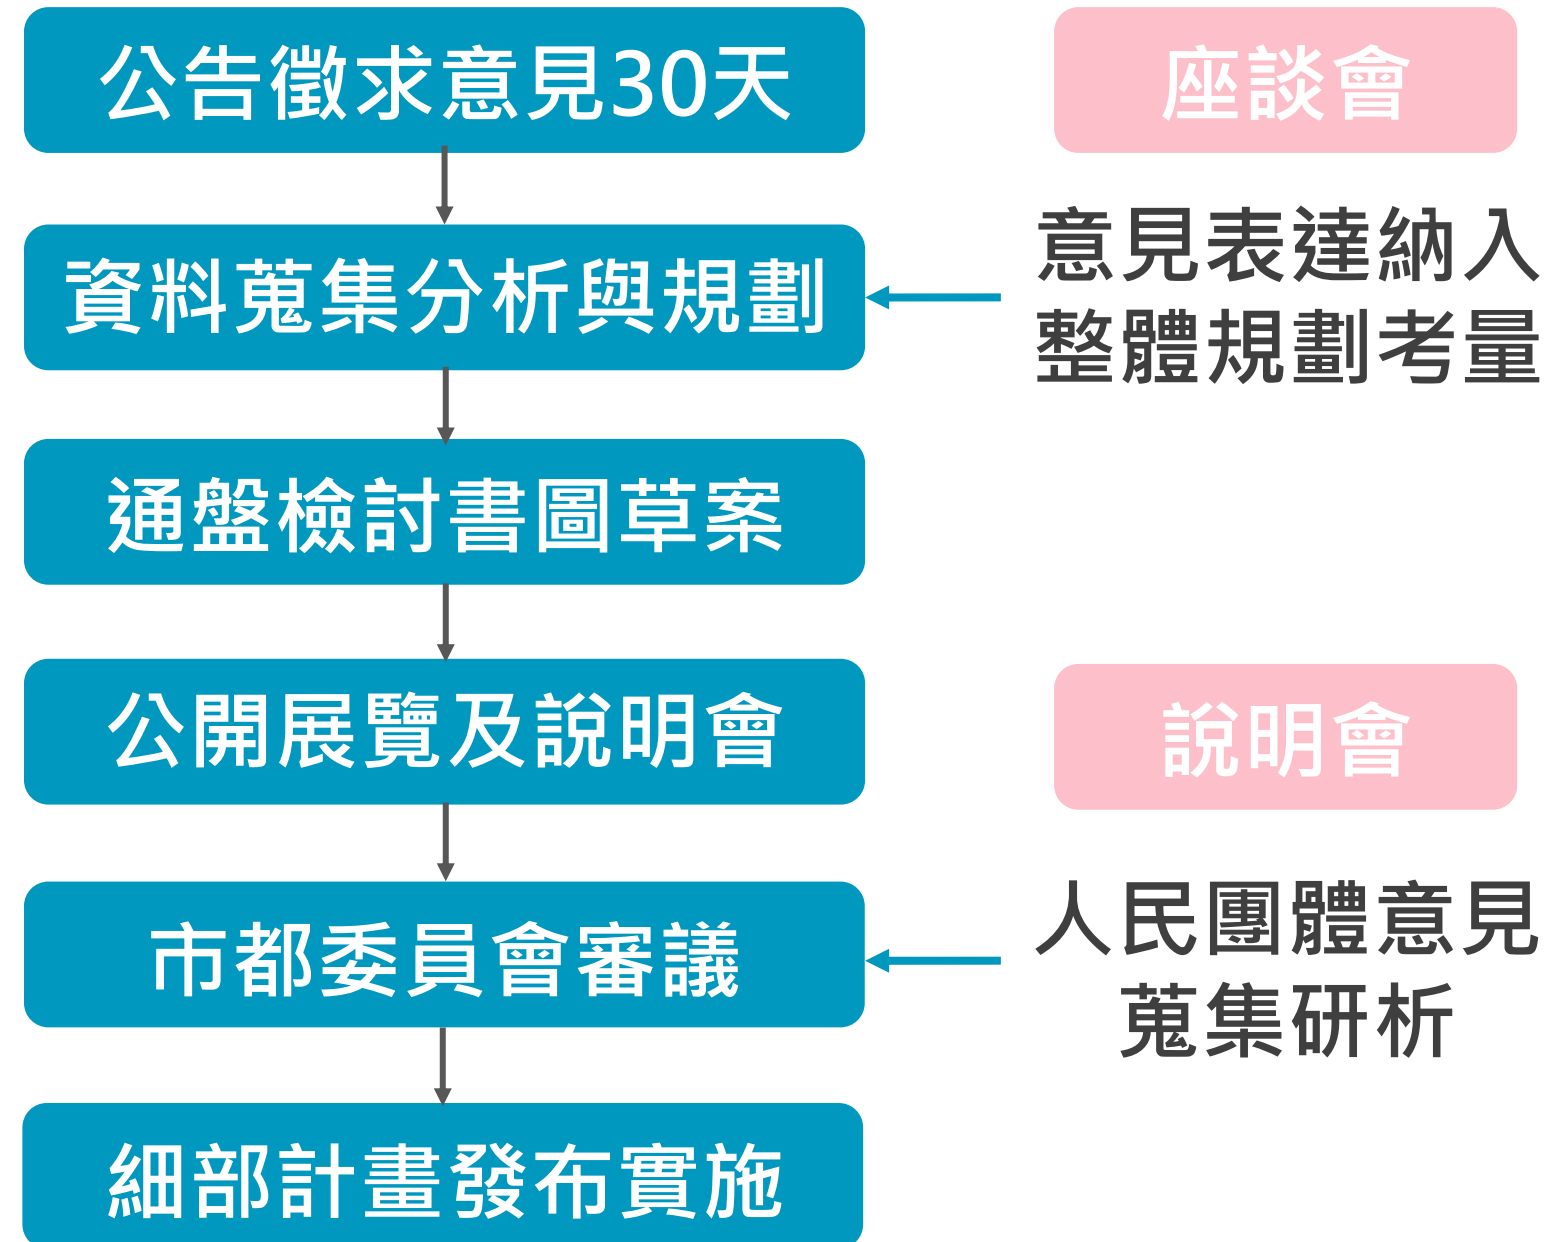 公告徵求意見30天
座談會
意見表達納入
整體規劃考量
資料蒐集分析與規劃
通盤檢討書圖草案
公開展覽及說明會
說明會
人民團體意見
蒐集研析
市都委員會審議
細部計畫發布實施